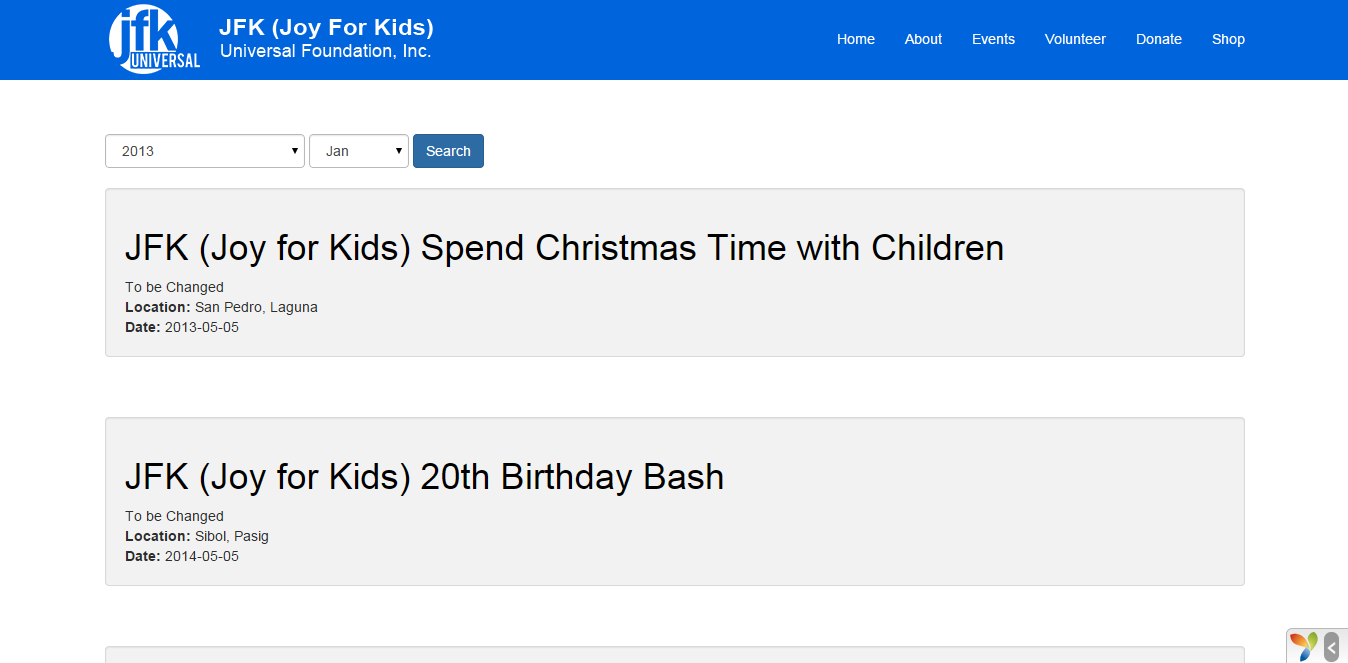 jfk
UNIVERSAL
JFK (Joy For Kids)
Universal Foundation, Inc.
Home About Events Volunteer Donate Shop
2013 Jan Search
JFK (Joy for Kids) Spend Christmas Time with Children
To be Changed
Location: San Pedro, Laguna
Date: 2013-05-05
JFK (Joy for Kids) 20th Birthday Bash
To be Changed
Location: Sibol, Pasig
Date: 2014-05-05